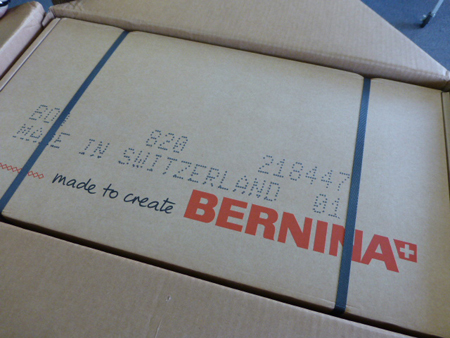 820 218447
MADE IN SWITZERLAND 01
made to create BERNINA